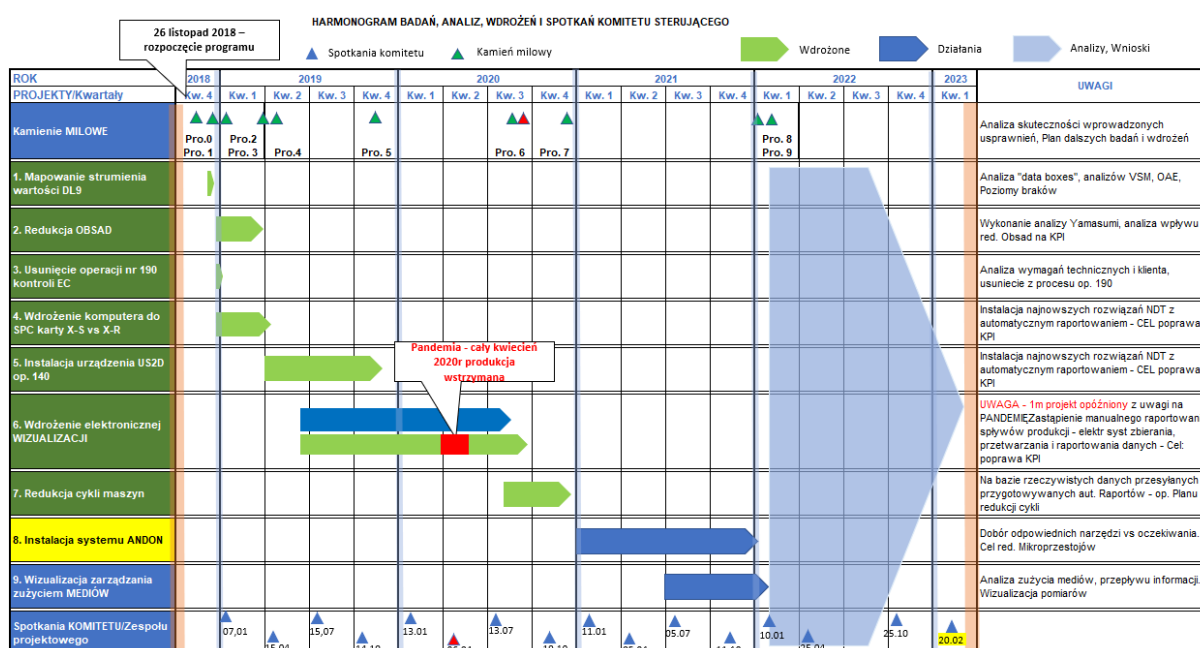 HARMONOGRAM BADAŃ, ANALIZ, WDROŻEŃ I SPOTKAŃ KOMITETU STERUJĄCEGO
26 listopad 2018 –
rozpoczęcie programu
Spotkania komitetu
Kamień milowy
Wdrożone
Działania
Analizy, Wnioski
ROK
2018
2019
2020
2021
2022
2023
UWAGI
PROJEKTY/Kwartały
Kw. 4
Kw. 1
Kw. 2
Kw. 3
Kw. 4
Kw. 1
Kw. 2
Kw. 3
Kw. 4
Kw. 1
Kw. 2
Kw. 3
Kw. 4
Kw. 1
Kw. 2
Kw. 3
Kw. 4
Kw. 1
Kamienie MILOWE
Pro.0
Pro. 1
Pro.2
Pro. 3
Pro.4
Pro. 5
Pro. 6
Pro. 7
Pro. 8
Pro. 9
Analiza skuteczności wprowadzonych
usprawnień, Plan dalszych badań i wdrożeń
1. Mapowanie strumienia
wartości DL9
Analiza "data boxes", analizów VSM, OAE,
Poziomy braków
2. Redukcja OBSAD
Wykonanie analizy Yamasumi, analiza wpływu
red. Obsad na KPI
3. Usunięcie operacji nr 190
kontroli EC
Analiza wymagań technicznych i klienta,
usuniecie z procesu op. 190
4. Wdrożenie komputera do
SPC karty X-S vs X-R
Instalacja najnowszych rozwiązań NDT z
automatycznym raportowaniem - CEL poprawa
KPI
Pandemia - cały kwiecień
2020r produkcja
wstrzymana
5. Instalacja urządzenia US2D
op. 140
Instalacja najnowszych rozwiązań NDT z
automatycznym raportowaniem - CEL poprawa
KPI
6. Wdrożenie elektronicznej
WIZUALIZACJI
UWAGA - 1m projekt opóźniony z uwagi na
PANDEMIĘZastąpienie manualnego raportowan
spływów produkcji - elektr syst zbierania,
przetwarzania i raportowania danych - Cel:
poprawa KPI
7. Redukcja cykli maszyn
Na bazie rzeczywistych danych przesyłanych
przygotowywanych aut. Raportów - op. Planu
redukcji cykli
8. Instalacja systemu ANDON
Dobór odpowiednich narzędzi vs oczekiwania.
Cel red. Mikroprzestojów
9. Wizualizacja zarządzania
zużyciem MEDIÓW
Analiza zużycia mediów, przepływu informacji.
Wizualizacja pomiarów
Spotkania KOMITETU/Zespołu
projektowego
07,01
15,07
13.01
13.07
11.01
05.07
10.01
25.10
20.02